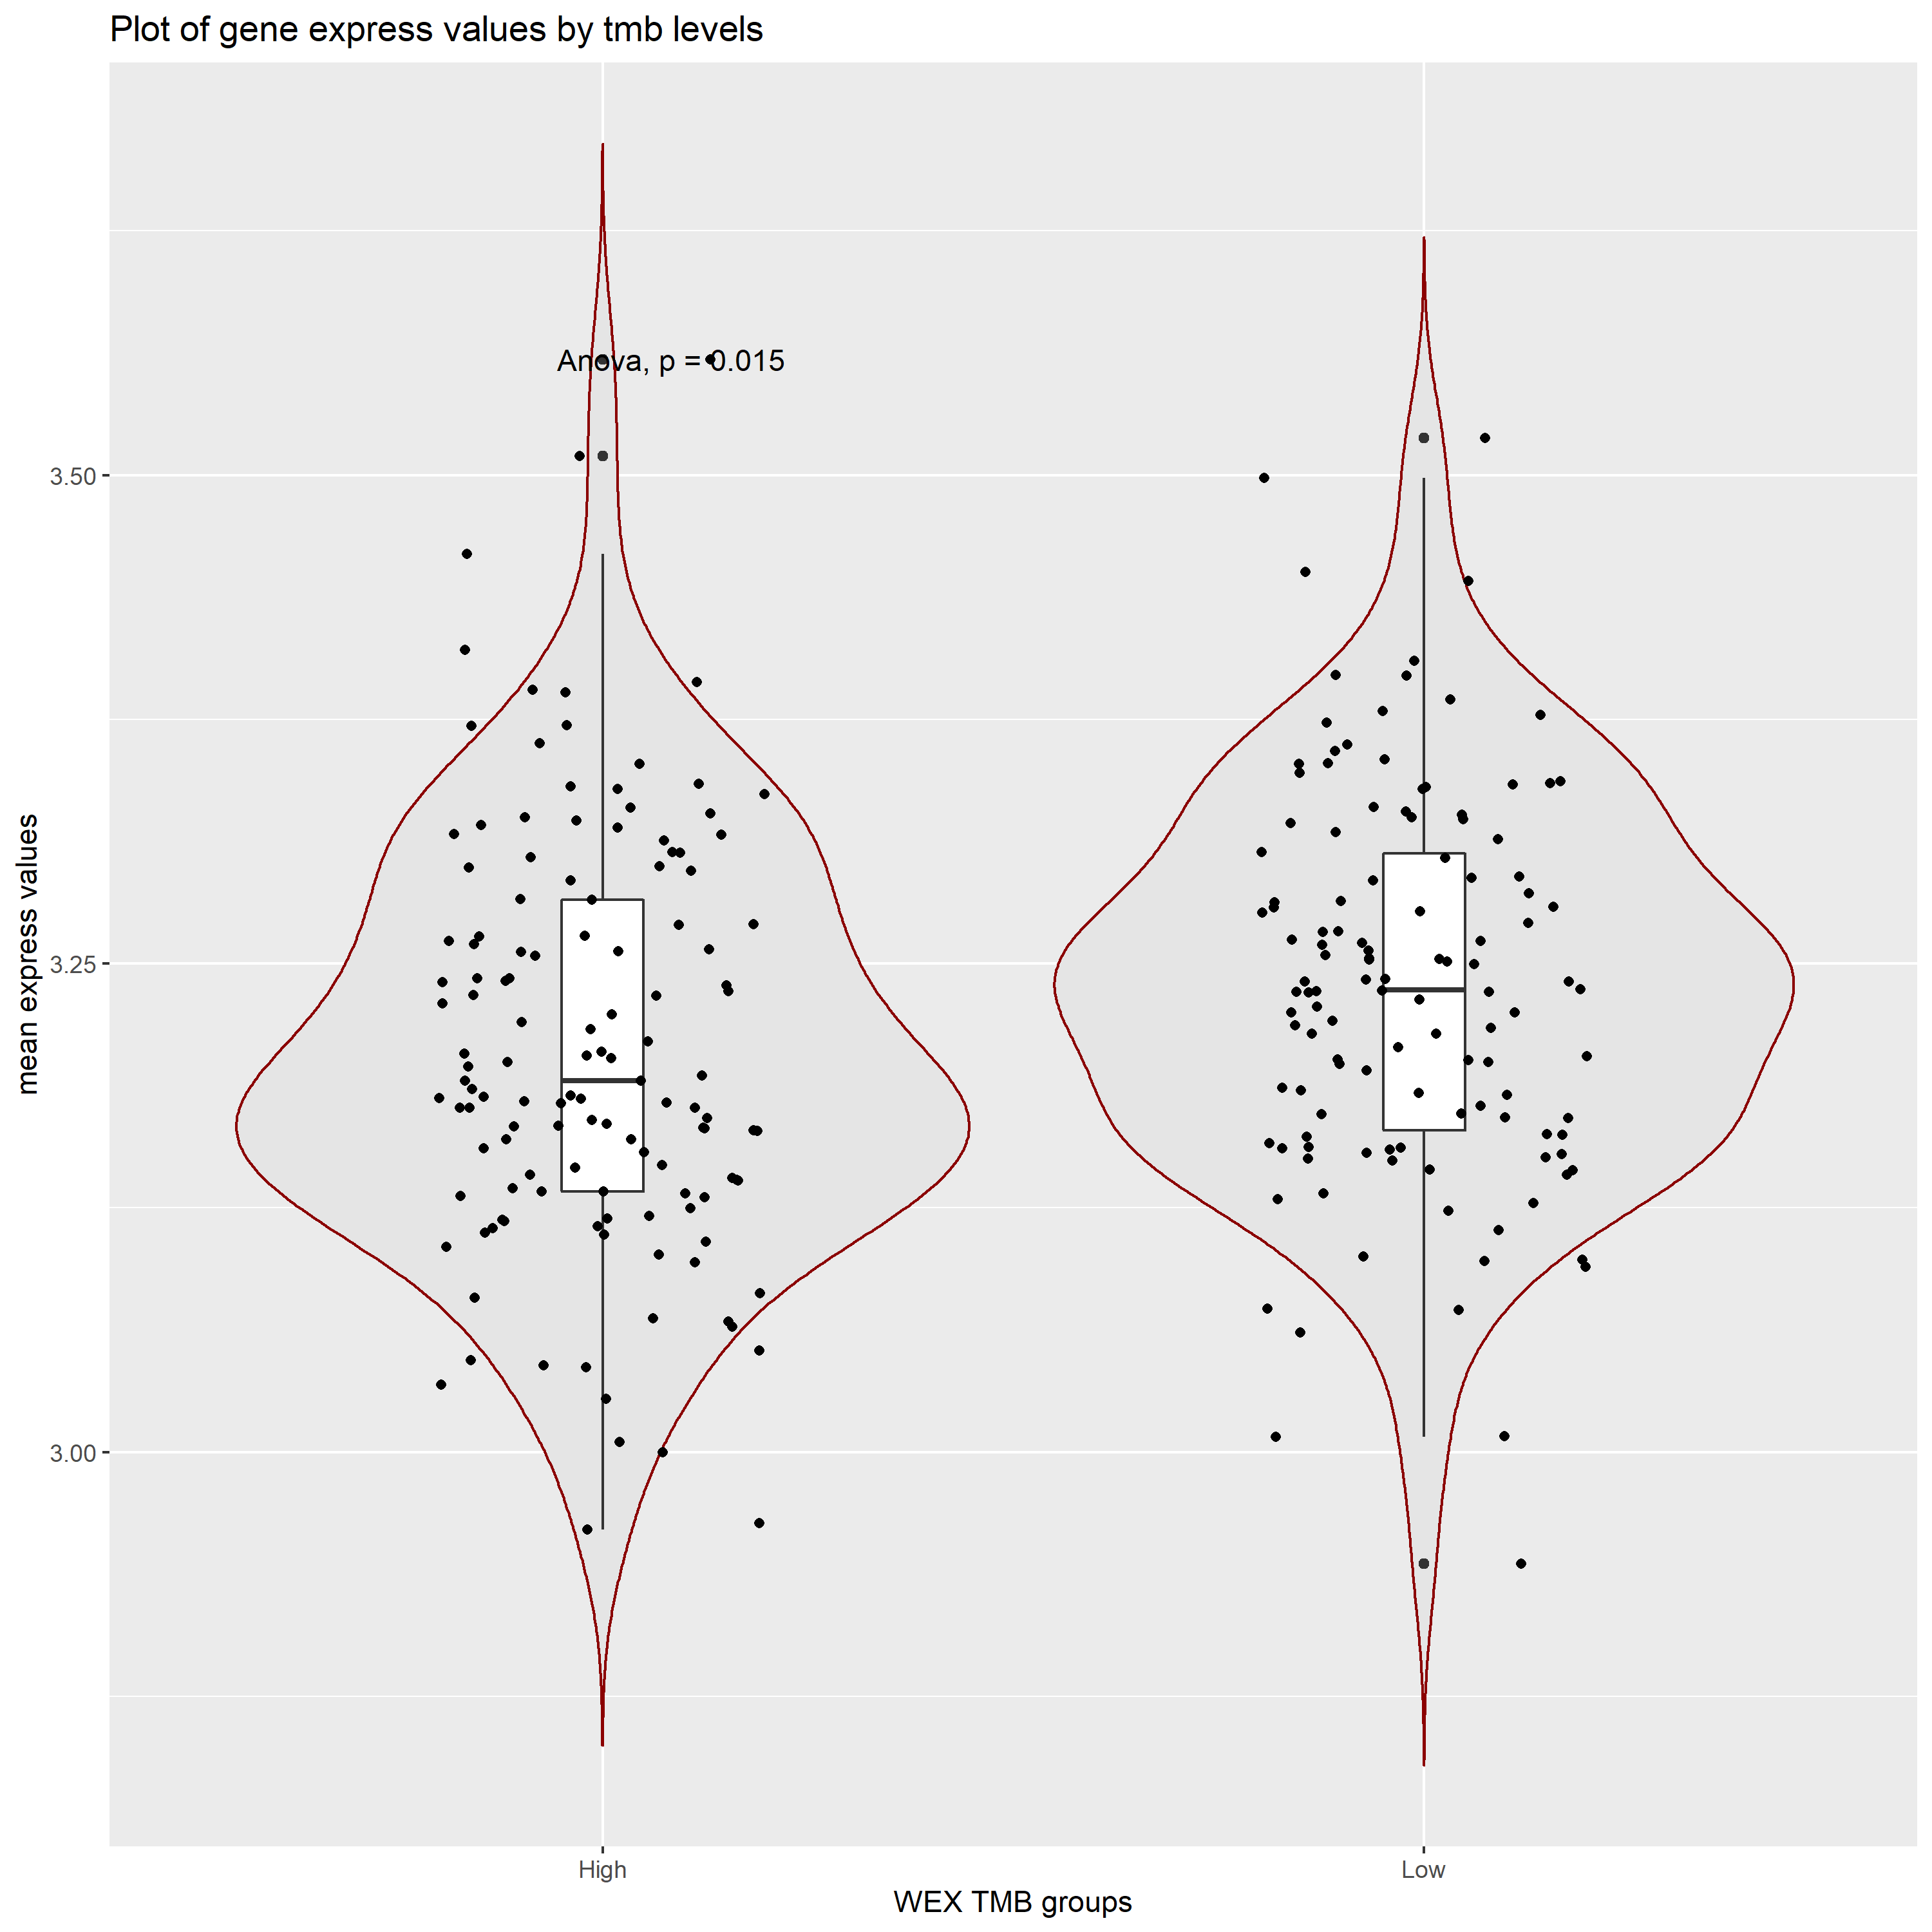 Plot of gene express values by tmb levels
Anova, p = 0.015
3.50
3.25
3.00
mean express values
High
Low
WEX TMB groups